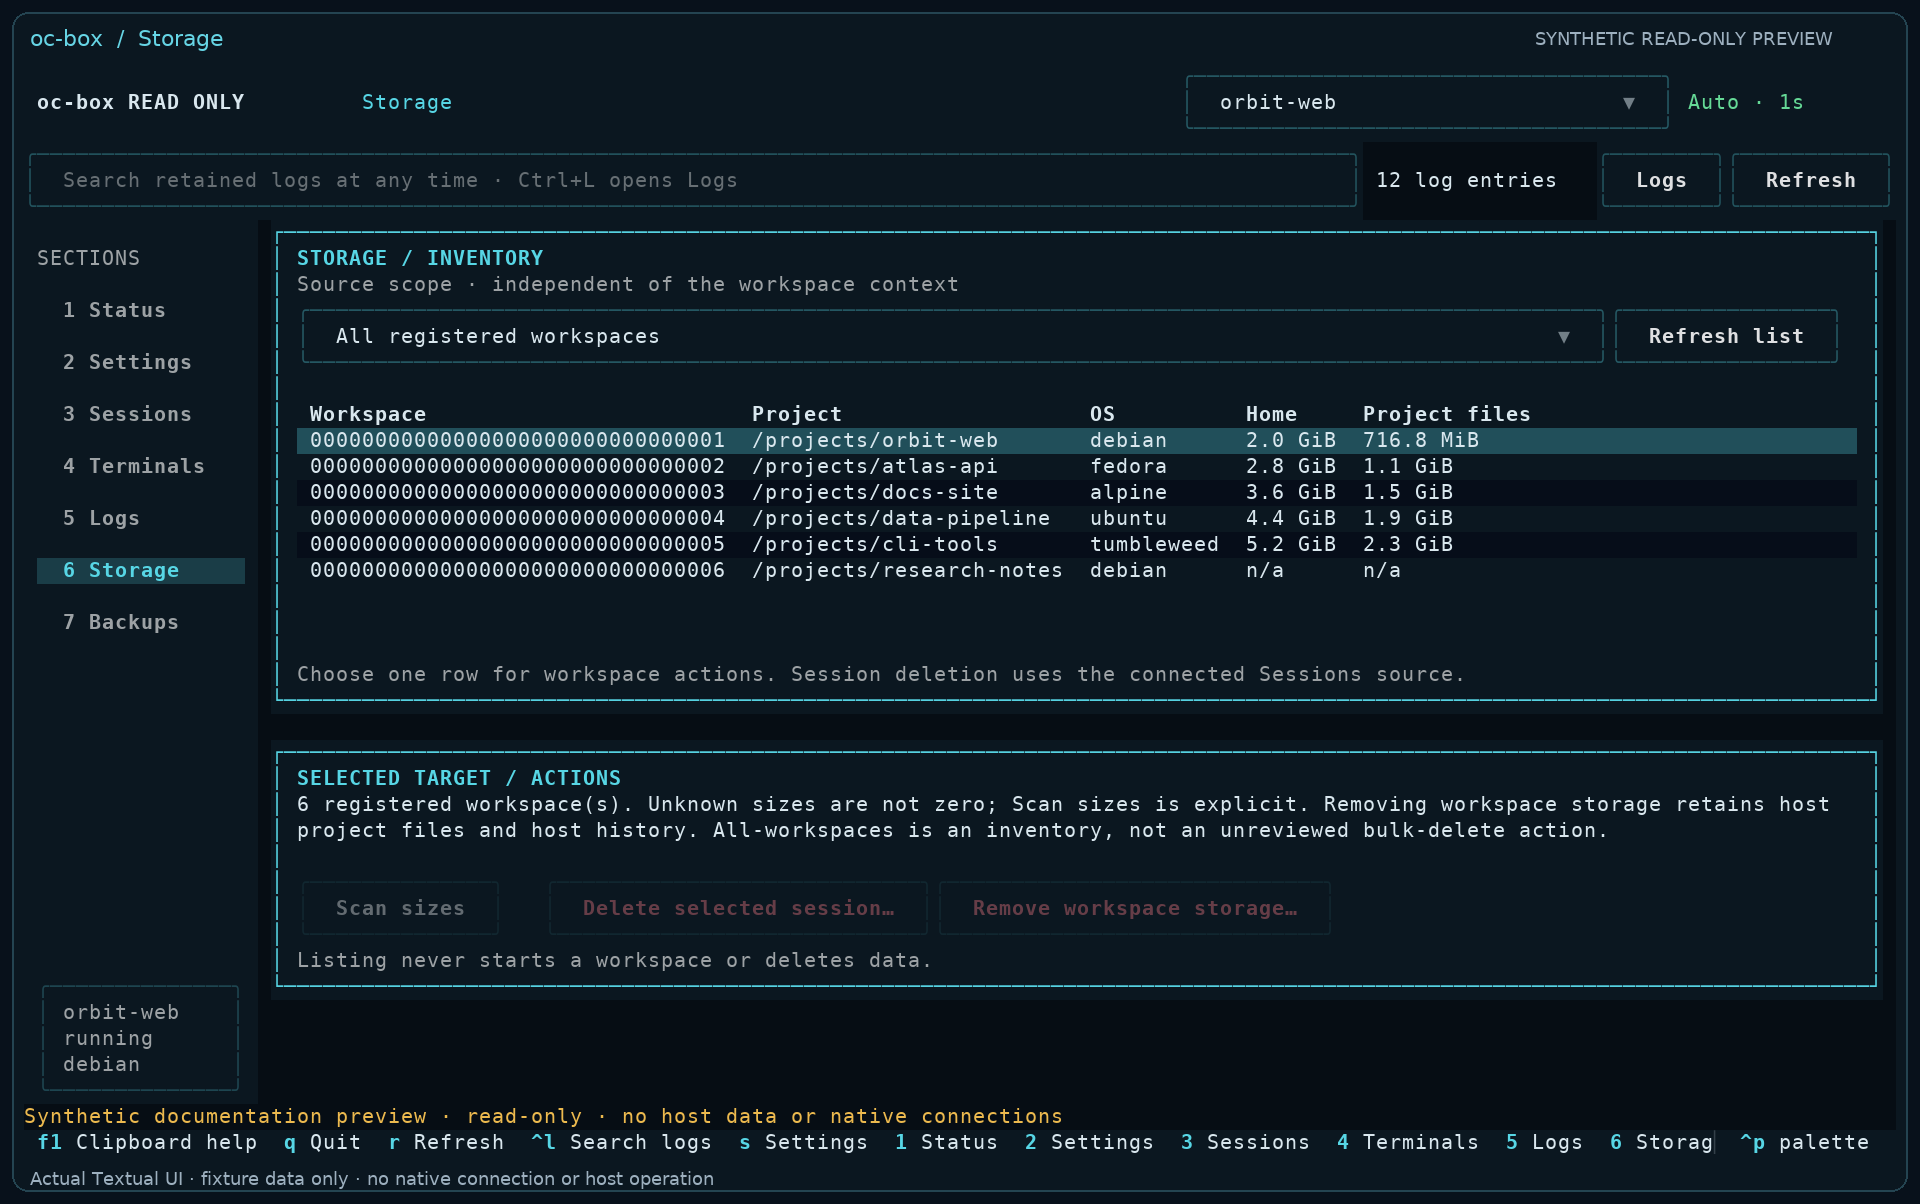 oc-box / Storage
SYNTHETIC READ-ONLY PREVIEW
oc-box READ ONLY Storage orbit-web ▼ Auto · 1s
Search retained logs at any time · Ctrl+L opens Logs 12 log entries Logs Refresh
SECTIONS
1 Status
2 Settings
3 Sessions
4 Terminals
5 Logs
6 Storage
7 Backups
orbit-web
running
debian
STORAGE / INVENTORY
Source scope · independent of the workspace context
All registered workspaces ▼ Refresh list
Workspace Project OS Home Project files
00000000000000000000000000000001 /projects/orbit-web debian 2.0 GiB 716.8 MiB
00000000000000000000000000000002 /projects/atlas-api fedora 2.8 GiB 1.1 GiB
00000000000000000000000000000003 /projects/docs-site alpine 3.6 GiB 1.5 GiB
00000000000000000000000000000004 /projects/data-pipeline ubuntu 4.4 GiB 1.9 GiB
00000000000000000000000000000005 /projects/cli-tools tumbleweed 5.2 GiB 2.3 GiB
00000000000000000000000000000006 /projects/research-notes debian n/a n/a
Choose one row for workspace actions. Session deletion uses the connected Sessions source.
SELECTED TARGET / ACTIONS
6 registered workspace(s). Unknown sizes are not zero; Scan sizes is explicit. Removing workspace storage retains host
project files and host history. All-workspaces is an inventory, not an unreviewed bulk-delete action.
Scan sizes Delete selected session… Remove workspace storage…
Listing never starts a workspace or deletes data.
Synthetic documentation preview · read-only · no host data or native connections
f1 Clipboard help q Quit r Refresh ^l Search logs s Settings 1 Status 2 Settings 3 Sessions 4 Terminals 5 Logs 6 Storag ^p palette
Actual Textual UI · fixture data only · no native connection or host operation